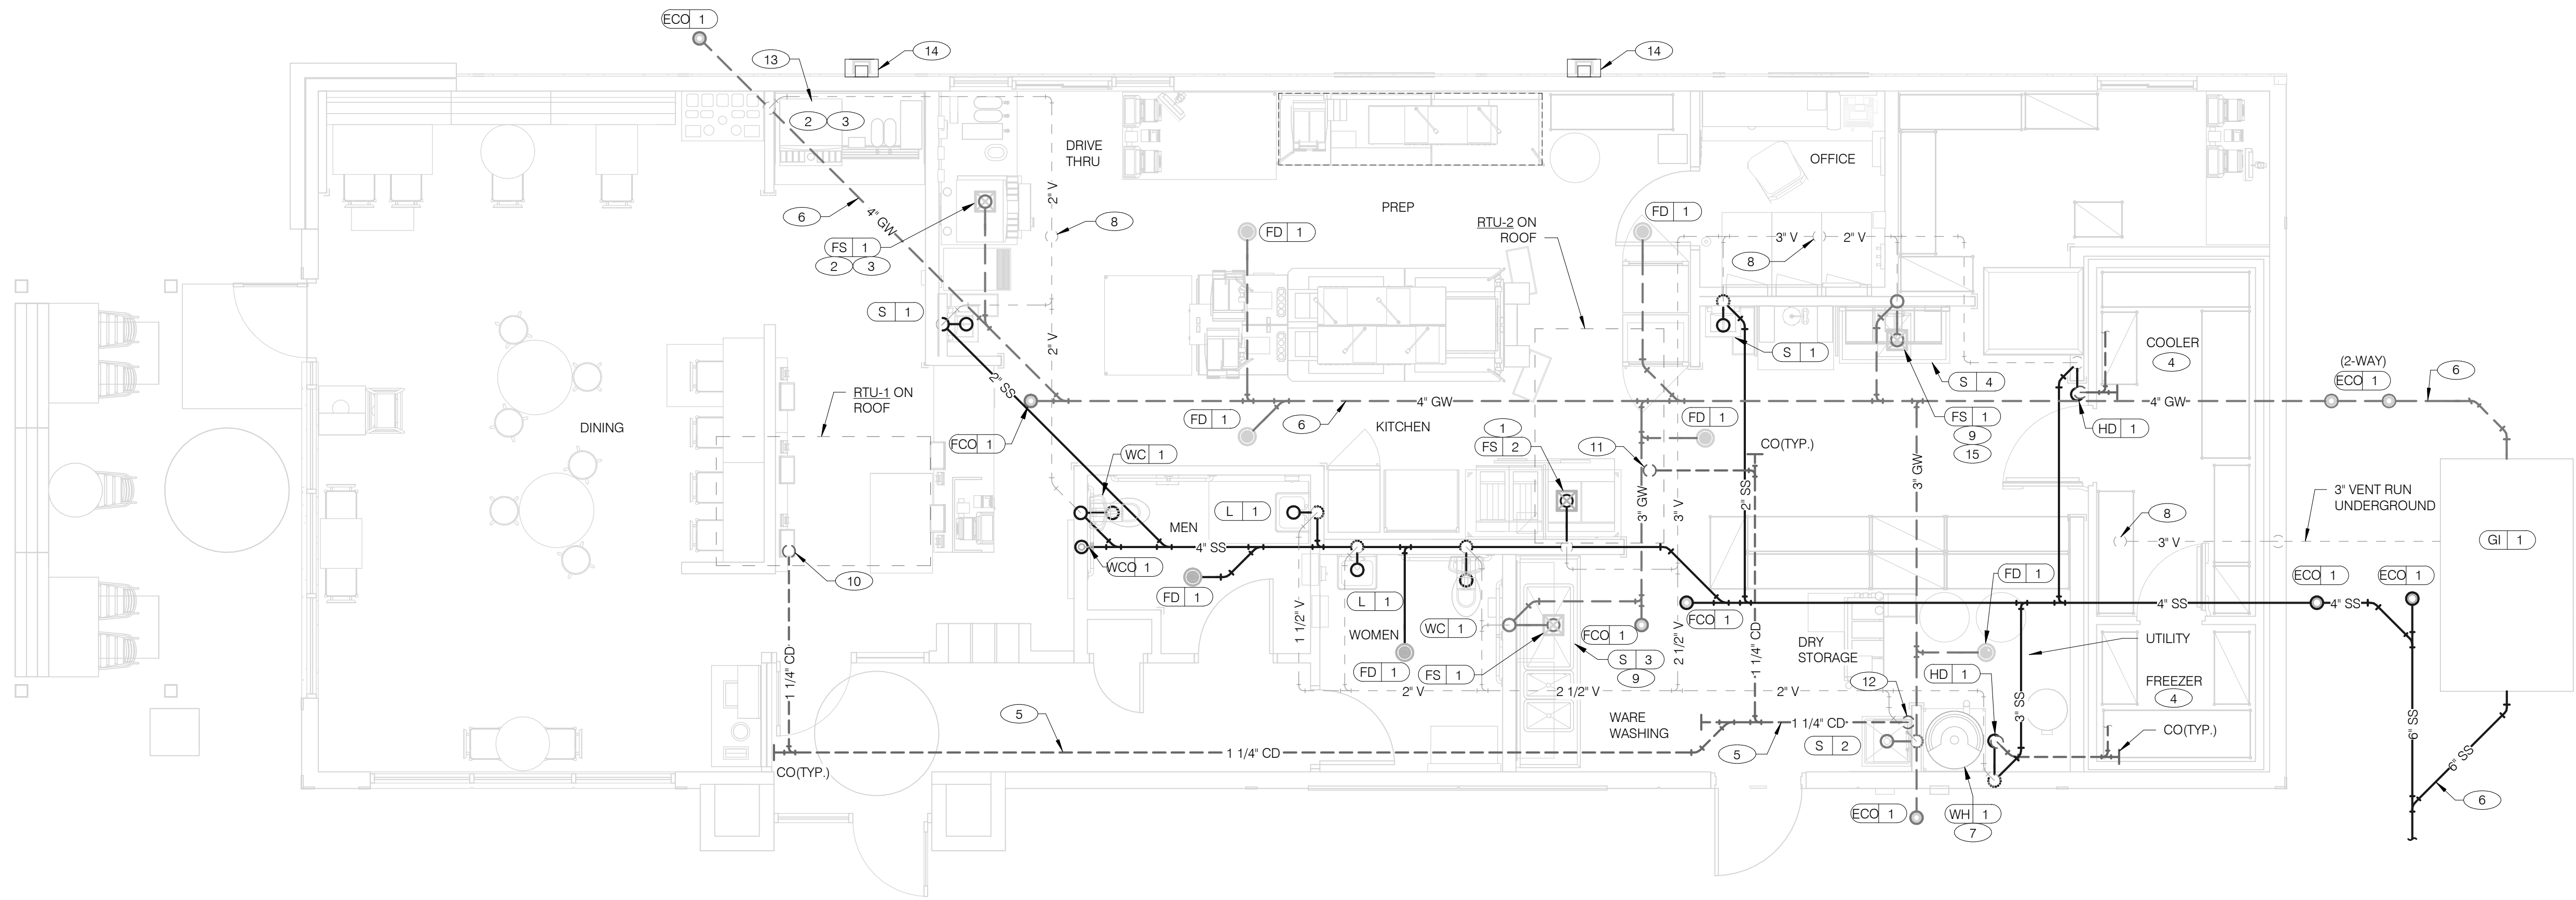 ECO 1
13
14
14
2 3
DRIVE
THRU
OFFICE
2" V
6
4" GW
PREP
8
FD 1
FD 1
RTU-2 ON
ROOF
FS 1
2 3
3" V
2" V
8
S 1
2" V
COOLER
4
S 1
(2-WAY)
ECO 1
6
S 4
2" SS
RTU-1 ON
ROOF
4" GW
4" GW
DINING
FD 1
6
KITCHEN
FD 1
FS 1
9
15
HD 1
FCO 1
1
FS 2
11
CO(TYP.)
WC 1
3" GW
3" V
2" SS
3" GW
3" VENT RUN
UNDERGROUND
L 1
MEN
8
3" V
GI 1
4" SS
WCO 1
10
FD 1
FD 1
ECO 1
ECO 1
L 1
4" SS
4" SS
FCO 1
FCO 1
1 1/2" V
WOMEN
WC 1
2 1/2" V
1 1/4" CD
DRY
STORAGE
UTILITY
S 3
9
FD 1
FS 1
HD 1
1 1/4" CD
2" V
2 1/2" V
2" V
12
FREEZER
4
3" SS
5
WARE
WASHING
1 1/4" CD
6" SS
CO(TYP.)
S 2
5
1 1/4" CD
CO(TYP.)
6" SS
6
ECO 1
WH 1
7